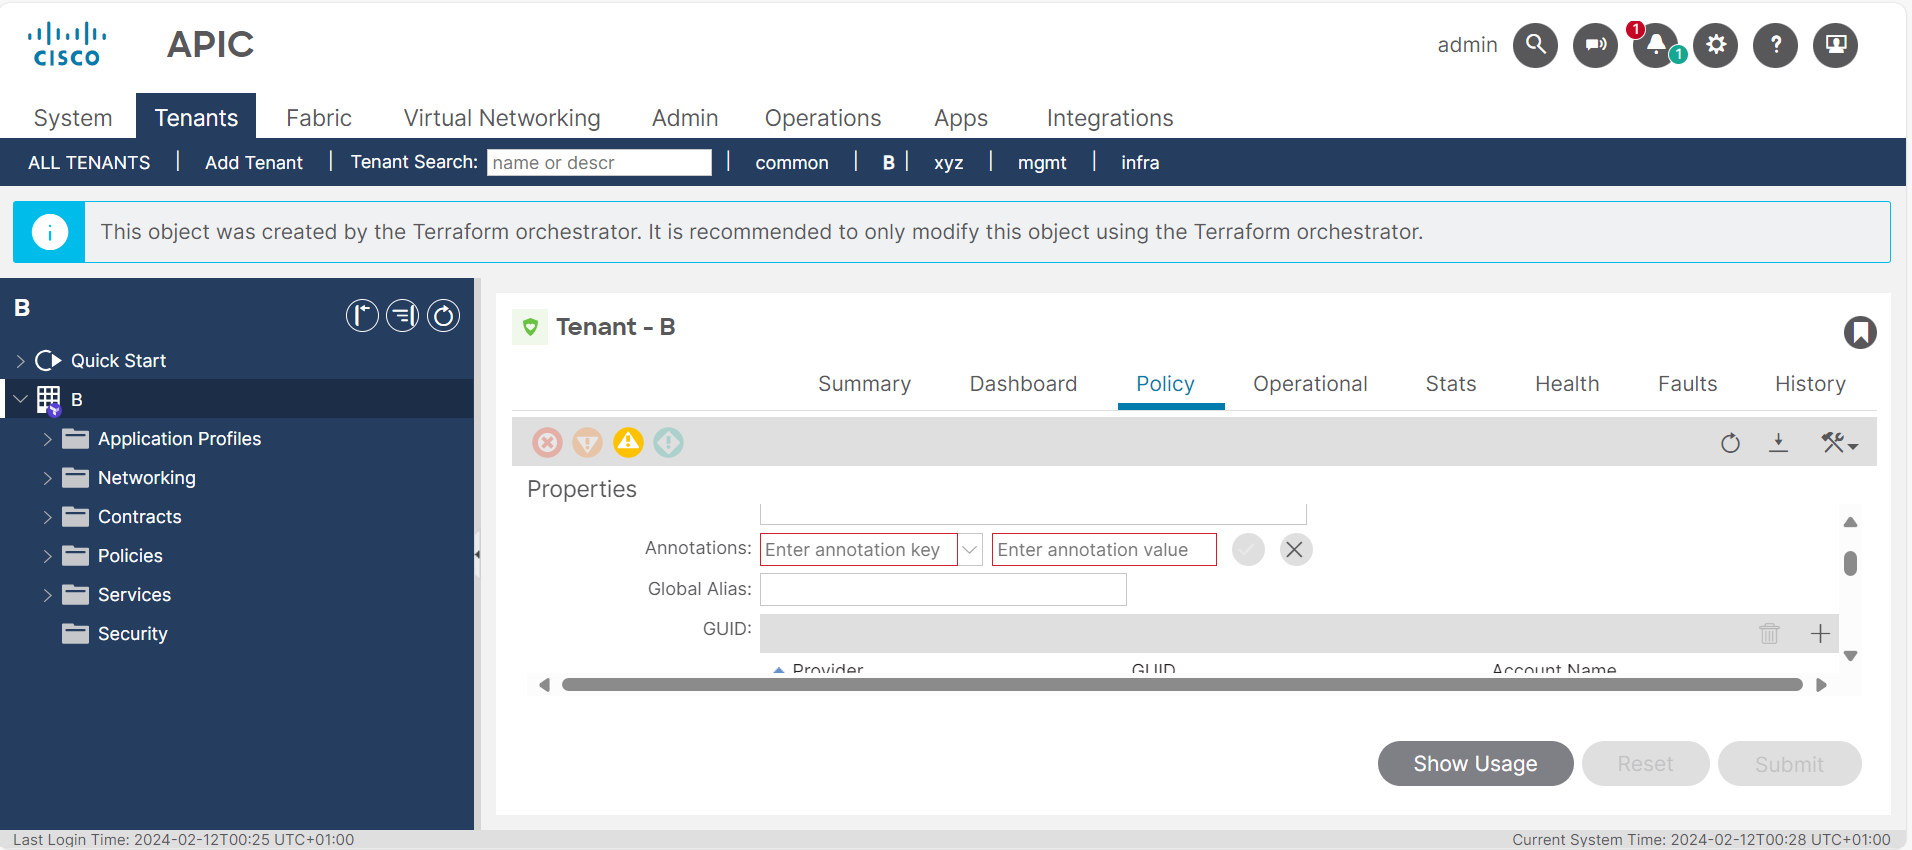 CISCO
APIC
admin
1
1
System Tenants Fabric Virtual Networking Admin Operations Apps Integrations
ALL TENANTS | Add Tenant | Tenant Search: name or descr | common | B | xyz | mgmt | infra
This object was created by the Terraform orchestrator. It is recommended to only modify this object using the Terraform orchestrator.
B
Quick Start
B
Application Profiles
Networking
Contracts
Policies
Services
Security
Tenant - B
Summary Dashboard Policy Operational Stats Health Faults History
Properties
Annotations: Enter annotation key Enter annotation value
Global Alias:
GUID:
Provider GUID Account Name
Show Usage Reset Submit
Last Login Time: 2024-02-12T00:25 UTC+01:00
Current System Time: 2024-02-12T00:28 UTC+01:00